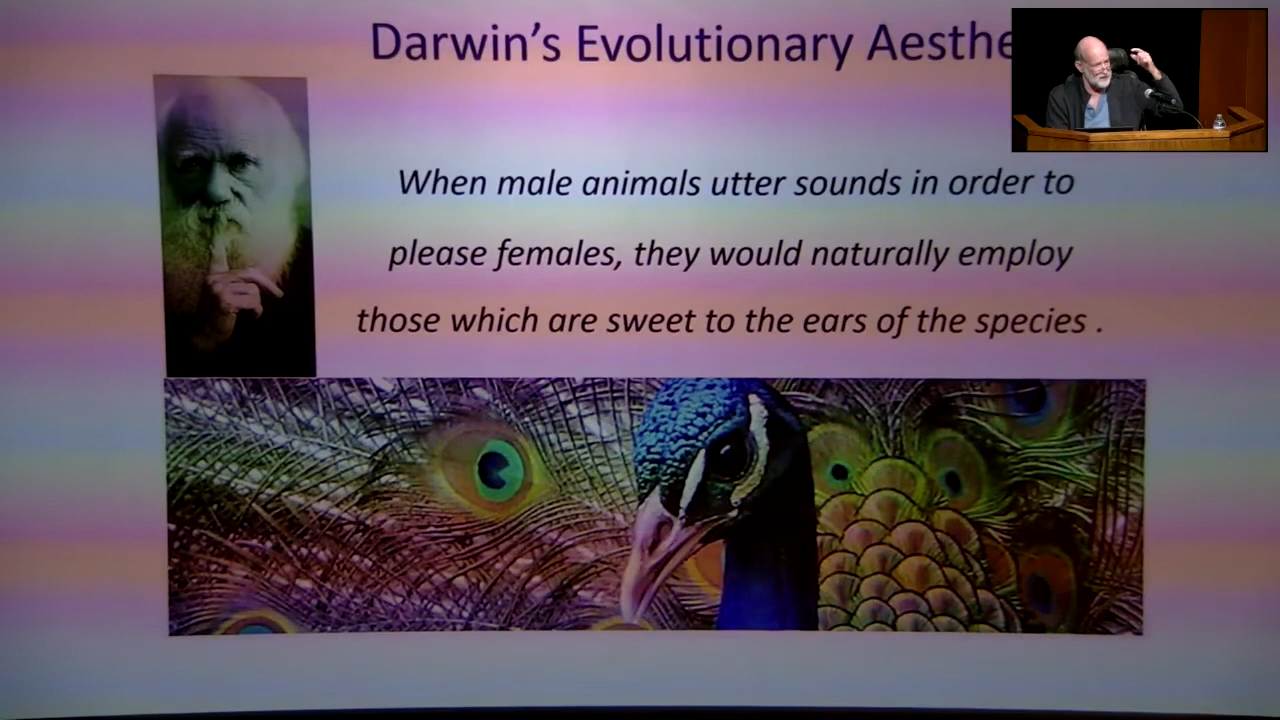 Darwin's Evolutionary Aesthe
When male animals utter sounds in order to
please females, they would naturally employ
those which are sweet to the ears of the species .